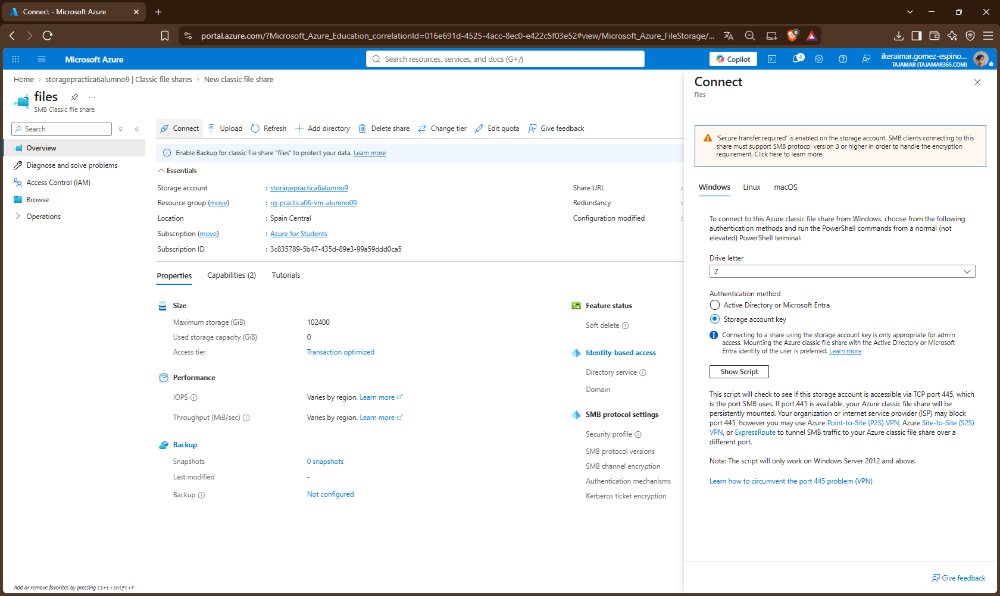 Connect - Microsoft Azure
portal.azure.com/?Microsoft_Azure_Education_correlationId=016e691d-4525-4acc-8ec0-e422c5f03e52#view/Microsoft_Azure_FileStorage/...
8
Microsoft Azure
Search resources, services, and docs (G+/)
Copilot
4
ikeraimar.gomez-espino...
TAJAMAR (TAJAMAR365.COM)
Home > storagepractica6alumno9 | Classic file shares > New classic file share
files
...
SMB Classic file share
Search
Overview
Diagnose and solve problems
Access Control (IAM)
Browse
Operations
Connect
Upload
Refresh
Add directory
Delete share
Change tier
Edit quota
Give feedback
Enable Backup for classic file share "files" to protect your data. Learn more
Essentials
Storage account : storagepractica6alumno9
Resource group (move) : rg-practica06-vm-alumno09
Location : Spain Central
Subscription (move) : Azure for Students
Subscription ID : 3c835789-5b47-435d-89e3-99a59ddd0ca5
Share URL :
Redundancy :
Configuration modified :
Properties
Capabilities (2)
Tutorials
Size
Maximum storage (GiB) 102400
Used storage capacity (GiB) 0
Access tier Transaction optimized
Performance
IOPS Varies by region. Learn more
Throughput (MiB/sec) Varies by region. Learn more
Backup
Snapshots 0 snapshots
Last modified -
Backup Not configured
Feature status
Soft delete
Identity-based access
Directory service
Domain
SMB protocol settings
Security profile
SMB protocol versions
SMB channel encryption
Authentication mechanisms
Kerberos ticket encryption
Connect
files
'Secure transfer required' is enabled on the storage account. SMB clients connecting to this
share must support SMB protocol version 3 or higher in order to handle the encryption
requirement. Click here to learn more.
Windows
Linux
macOS
To connect to this Azure classic file share from Windows, choose from the following
authentication methods and run the PowerShell commands from a normal (not
elevated) PowerShell terminal:
Drive letter
Z
Authentication method
Active Directory or Microsoft Entra
Storage account key
Connecting to a share using the storage account key is only appropriate for admin
access. Mounting the Azure classic file share with the Active Directory or Microsoft
Entra identity of the user is preferred. Learn more
Show Script
This script will check to see if this storage account is accessible via TCP port 445, which
is the port SMB uses. If port 445 is available, your Azure classic file share will be
persistently mounted. Your organization or internet service provider (ISP) may block
port 445, however you may use Azure Point-to-Site (P2S) VPN, Azure Site-to-Site (S2S)
VPN, or ExpressRoute to tunnel SMB traffic to your Azure classic file share over a
different port.
Note: The script will only work on Windows Server 2012 and above.
Learn how to circumvent the port 445 problem (VPN)
Give feedback
Add or remove favorites by pressing Ctrl+Shift+F